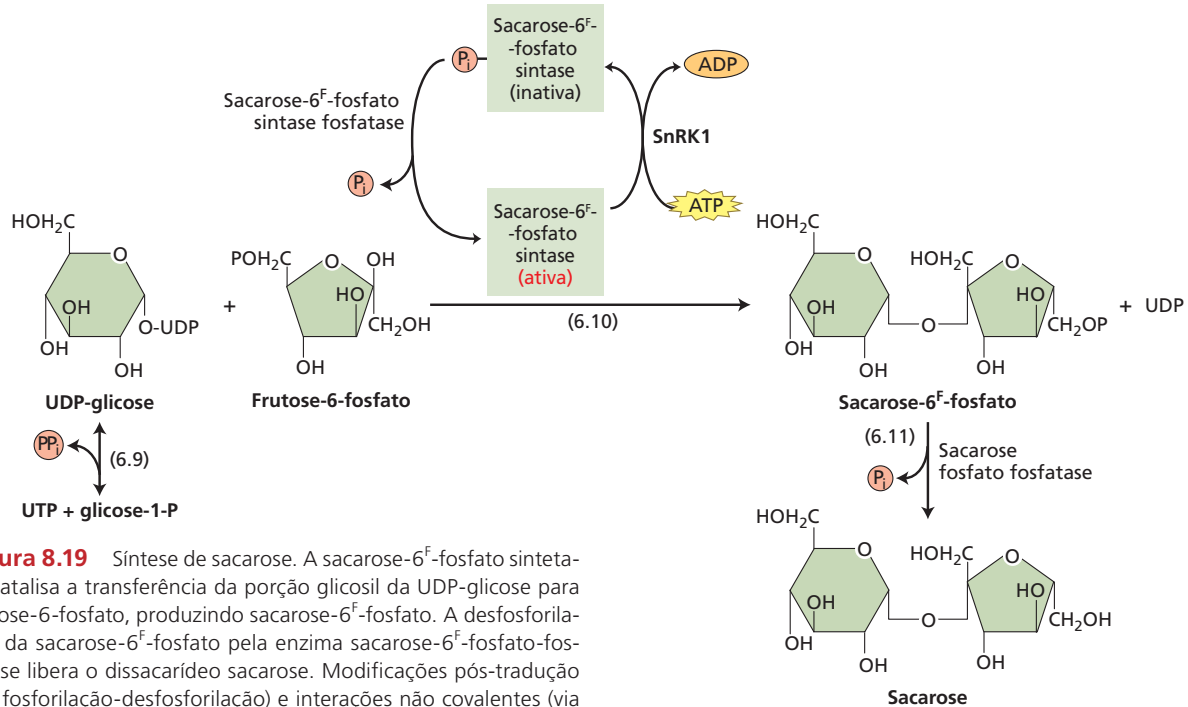 Sacarose-6F-
-fosfato
sintase
(inativa)
Pi
ADP
Sacarose-6F-fosfato
sintase fosfatase
SnRK1
Pi
ATP
Sacarose-6F-
-fosfato
sintase
(ativa)
HOH2C
O
OH
O-UDP
OH
OH
UDP-glicose
+
POH2C
O
OH
HO
CH2OH
OH
Frutose-6-fosfato
(6.10)
HOH2C
O
OH
OH
OH
O
HOH2C
O
HO
CH2OP
OH
+ UDP
Sacarose-6F-fosfato
PPi
(6.9)
UTP + glicose-1-P
(6.11)
Pi
Sacarose
fosfato fosfatase
HOH2C
O
OH
OH
OH
O
HOH2C
O
HO
CH2OH
OH
Sacarose
ura 8.19 Síntese de sacarose. A sacarose-6F-fosfato sinteta-
atalisa a transferência da porção glicosil da UDP-glicose para
ose-6-fosfato, produzindo sacarose-6F-fosfato. A desfosforila-
da sacarose-6F-fosfato pela enzima sacarose-6F-fosfato-fos-
se libera o dissacarídeo sacarose. Modificações pós-tradução
fosforilação-desfosforilação) e interações não covalentes (via